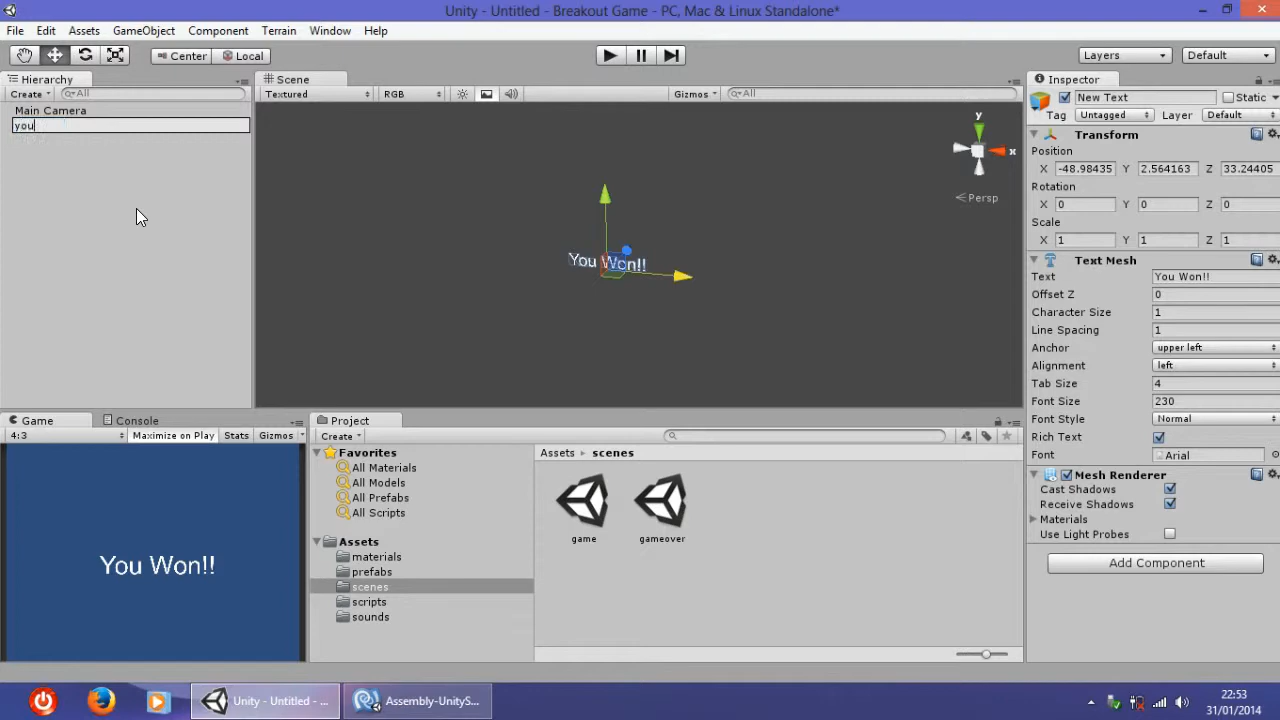 Unity - Untitled - Breakout Game - PC, Mac & Linux Standalone*
File Edit Assets GameObject Component Terrain Window Help
Center Local Layers Default
Hierarchy
Create All
Main Camera
you
Scene
Textured RGB Gizmos All
y
x
Persp
You Won!!
Inspector
New Text Static
Tag Untagged Layer Default
Transform
Position
X -48.98435 Y 2.564163 Z 33.24405
Rotation
X 0 Y 0 Z 0
Scale
X 1 Y 1 Z 1
Text Mesh
Text You Won!!
Offset Z 0
Character Size 1
Line Spacing 1
Anchor upper left
Alignment left
Tab Size 4
Font Size 230
Font Style Normal
Rich Text
Font Arial
Mesh Renderer
Cast Shadows
Receive Shadows
Materials
Use Light Probes
Add Component
Game Console
4:3 Maximize on Play Stats Gizmos
You Won!!
Project
Create
Favorites
All Materials
All Models
All Prefabs
All Scripts
Assets
materials
prefabs
scenes
scripts
sounds
Assets scenes
game gameover
Unity - Untitled - ...
Assembly-UnityS...
22:53
31/01/2014